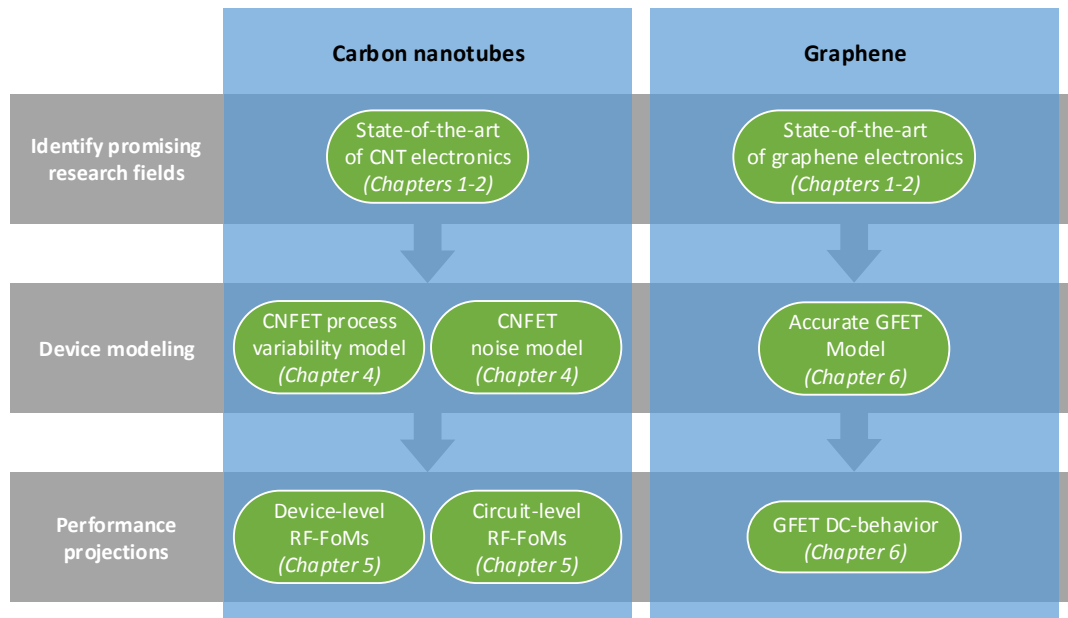 Carbon nanotubes
Graphene
Identify promising
research fields
State-of-the-art
of CNT electronics
(Chapters 1-2)
State-of-the-art
of graphene electronics
(Chapters 1-2)
Device modeling
CNFET process
variability model
(Chapter 4)
CNFET
noise model
(Chapter 4)
Accurate GFET
Model
(Chapter 6)
Performance
projections
Device-level
RF-FoMs
(Chapter 5)
Circuit-level
RF-FoMs
(Chapter 5)
GFET DC-behavior
(Chapter 6)